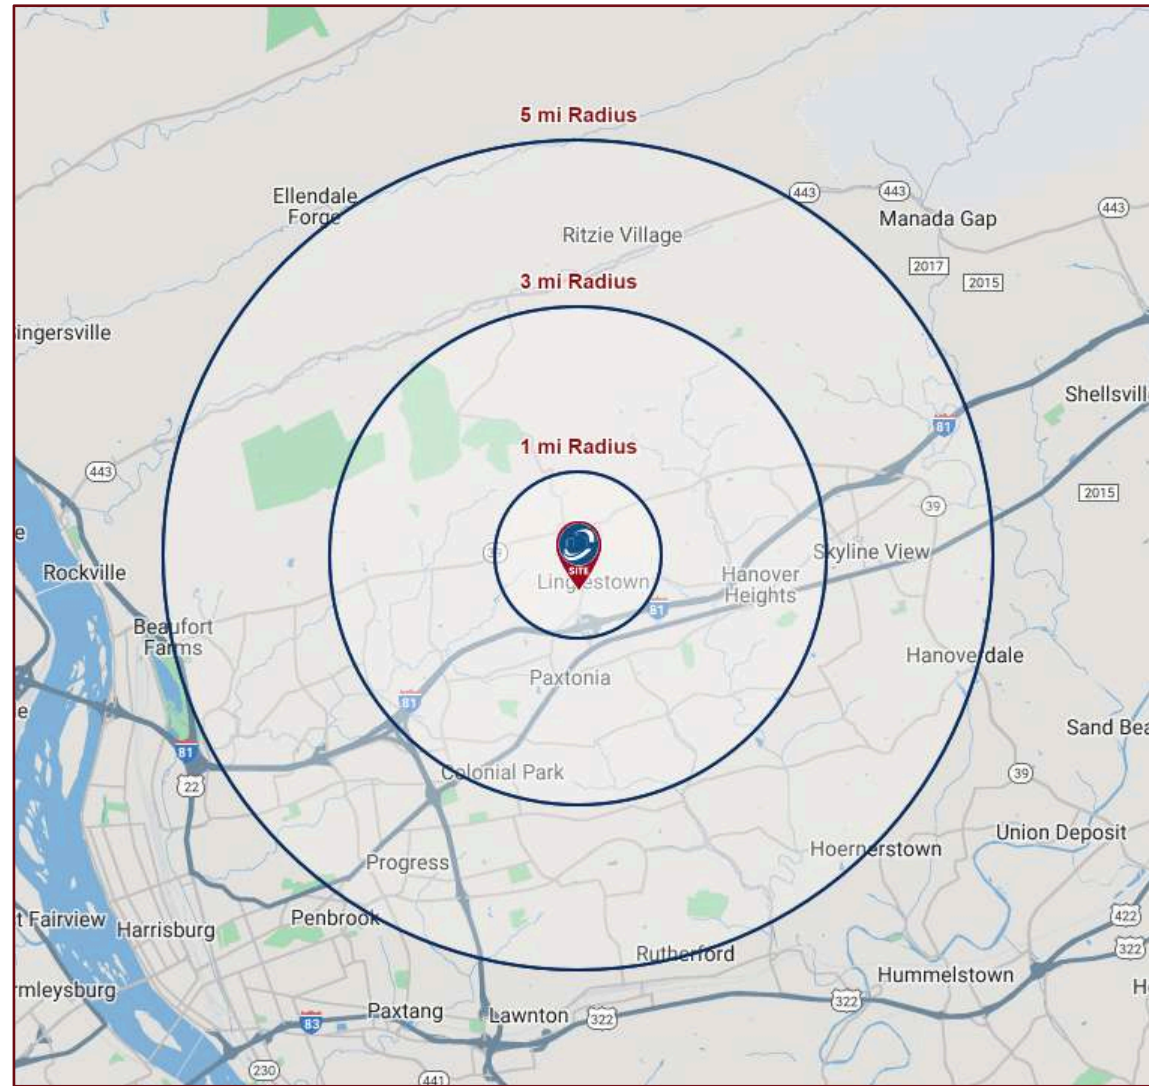 5 mi Radius
Ellendale
Forge
443
443
443
Manada Gap
Ritzie Village
2017
2015
3 mi Radius
ingersville
Shellsvill
81
1 mi Radius
443
2015
39
39
Skyline View
SITE
Rockville
Linglestown
Hanover
Heights
81
e
Beaufort
Farms
Hanoverdale
Paxtonia
81
e
Sand Bea
81
22
Colonial Park
39
Union Deposit
Hoernerstown
Progress
t Fairview
Harrisburg
Penbrook
422
322
Rutherford
Hummelstown
rmleysburg
H
322
Paxtang
Lawnton
322
83
230
441